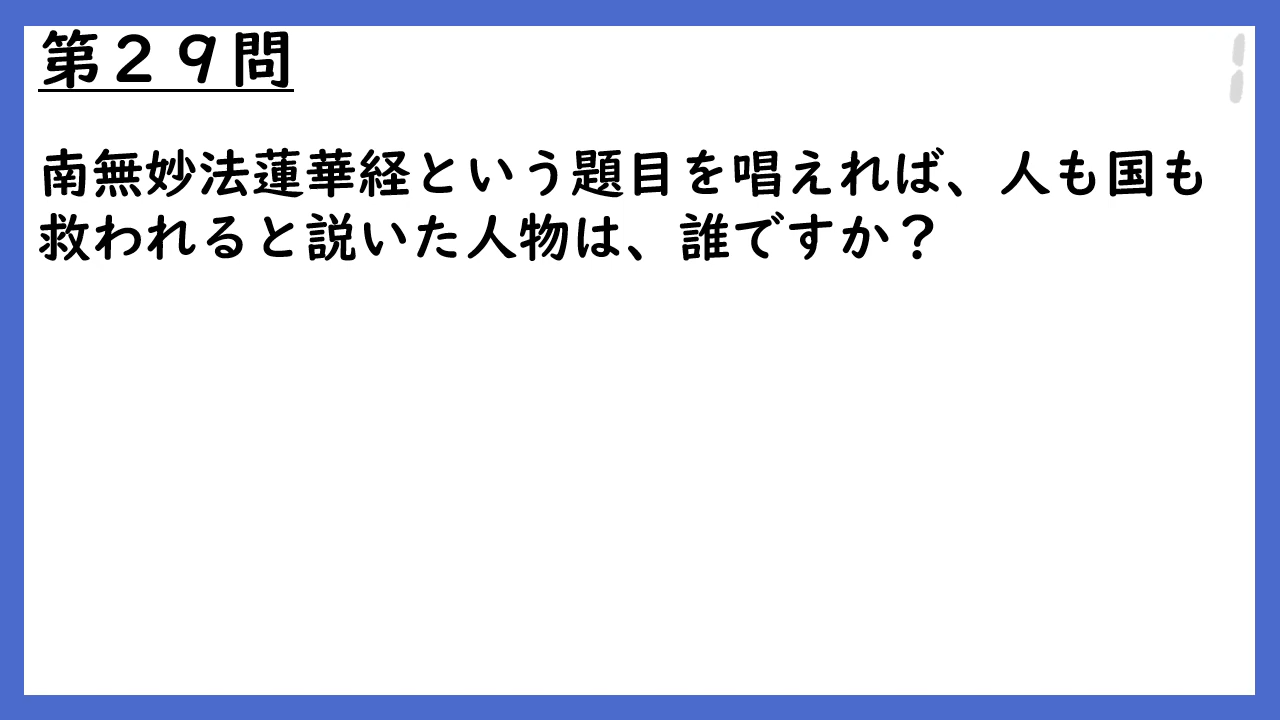 第２９問
1
南無妙法蓮華経という題目を唱えれば、人も国も
救われると説いた人物は、誰ですか？